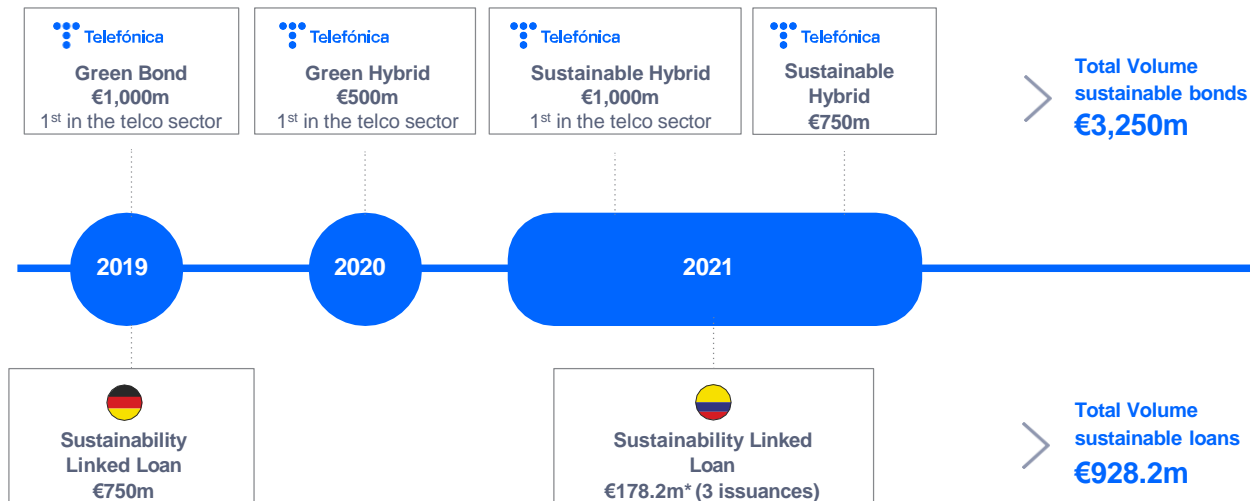 Telefónica
Green Bond
€1,000m
1st in the telco sector
Telefónica
Green Hybrid
€500m
1st in the telco sector
Telefónica
Sustainable Hybrid
€1,000m
1st in the telco sector
Telefónica
Sustainable
Hybrid
€750m
Total Volume
sustainable bonds
€3,250m
2019
2020
2021
Sustainability
Linked Loan
€750m
Sustainability Linked
Loan
€178.2m* (3 issuances)
Total Volume
sustainable loans
€928.2m